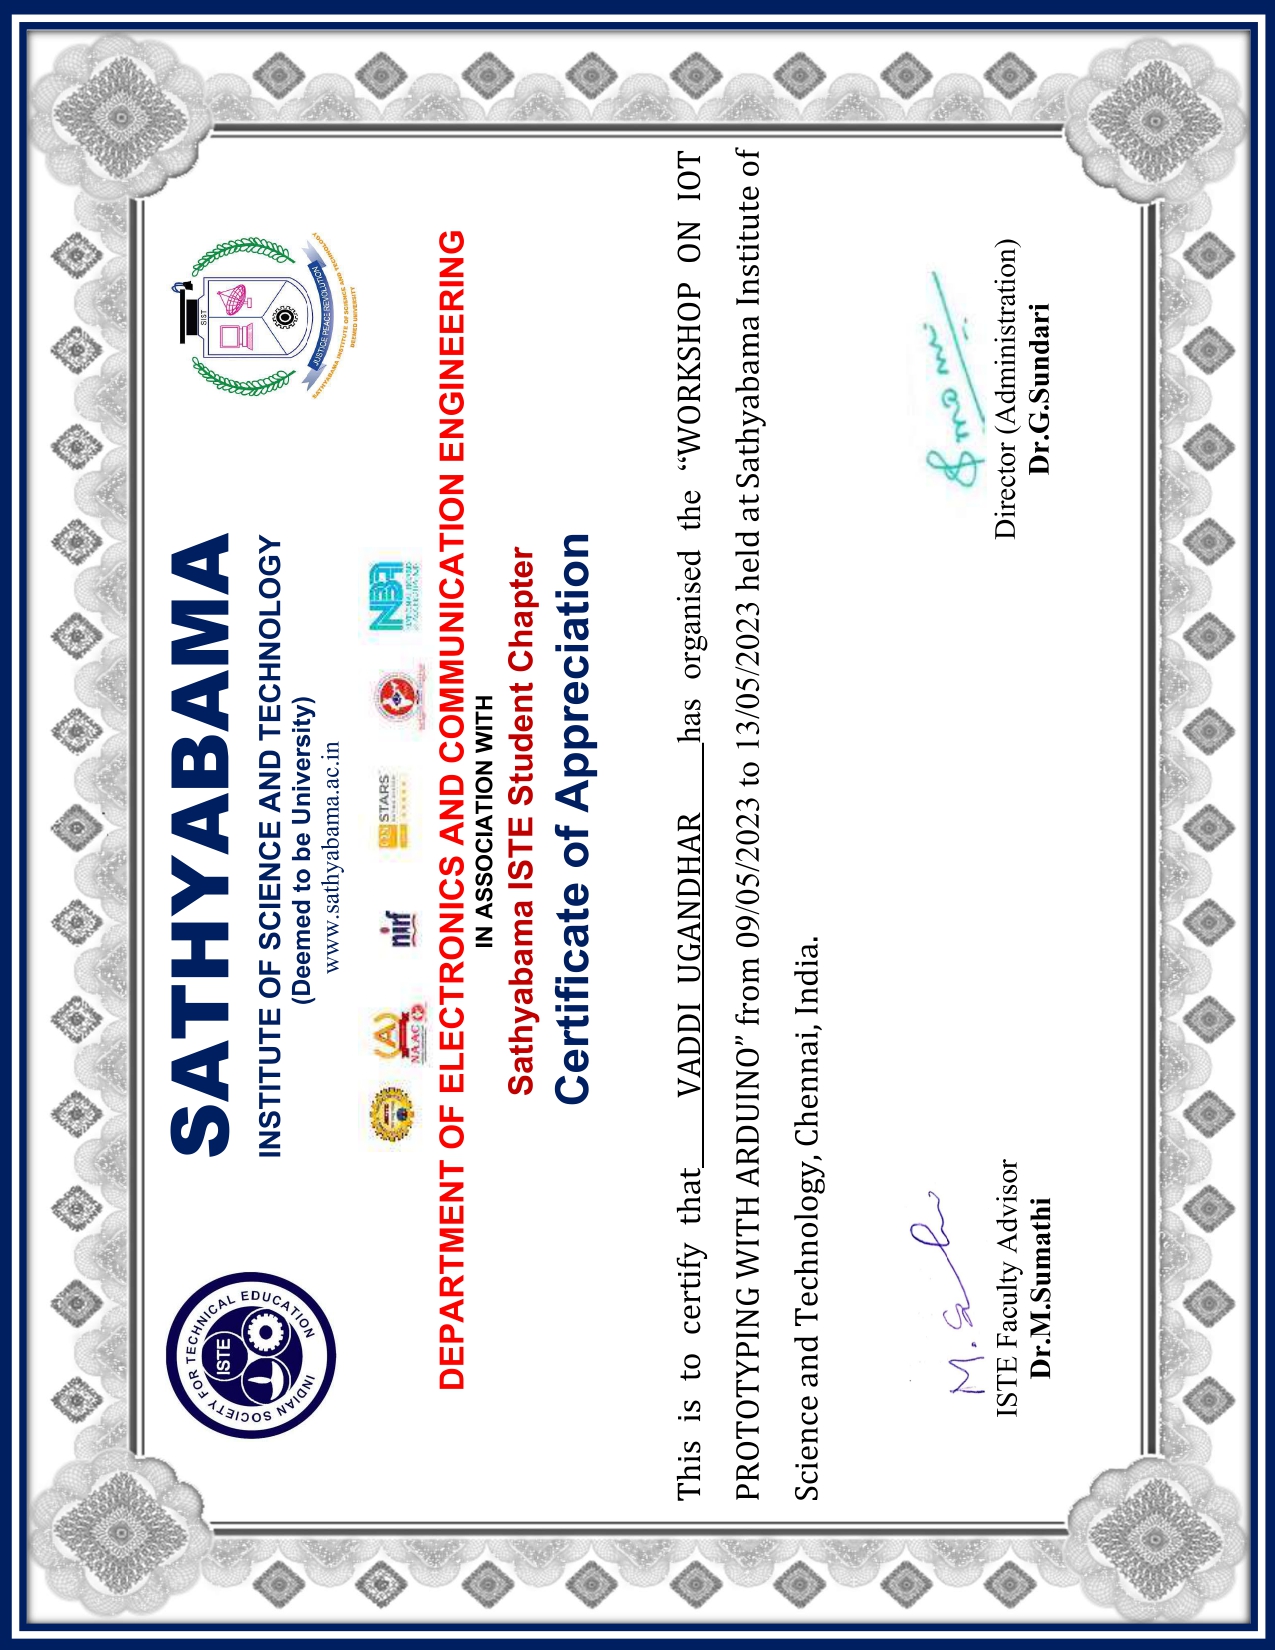 SATHYABAMA
INSTITUTE OF SCIENCE AND TECHNOLOGY
(Deemed to be University)
www.sathyabama.ac.in
INDIAN SOCIETY FOR TECHNICAL EDUCATION
ISTE
SIST
JUSTICE PEACE REVOLUTION
SATHYABAMA INSTITUTE OF SCIENCE AND TECHNOLOGY
DEEMED UNIVERSITY
NAAC
nirf
STARS
NBA
DEPARTMENT OF ELECTRONICS AND COMMUNICATION ENGINEERING
IN ASSOCIATION WITH
Sathyabama ISTE Student Chapter
Certificate of Appreciation
This is to certify that VADDI UGANDHAR has organised the “WORKSHOP ON IOT
PROTOTYPING WITH ARDUINO” from 09/05/2023 to 13/05/2023 held at Sathyabama Institute of
Science and Technology, Chennai, India.
ISTE Faculty Advisor
Dr.M.Sumathi
Director (Administration)
Dr.G.Sundari